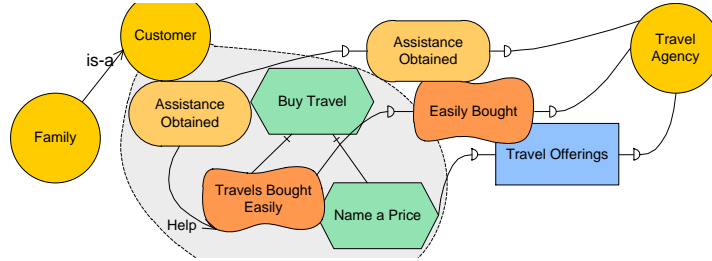 Customer
is-a
Assistance
Obtained
Travel
Agency
Buy Travel
Assistance
Obtained
Easily Bought
Family
Travel Offerings
Travels Bought
Easily
Name a Price
Help